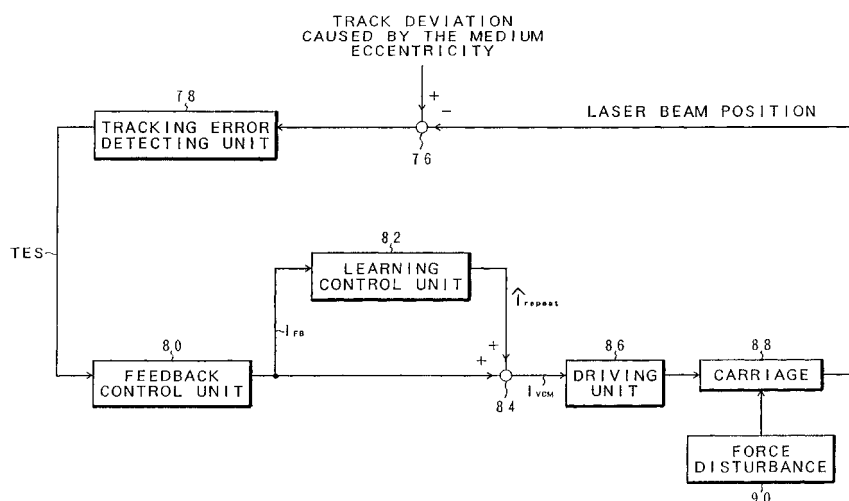 TRACK DEVIATION
CAUSED BY THE MEDIUM
ECCENTRICITY
78
+
−
LASER BEAM POSITION
TRACKING ERROR
DETECTING UNIT
76
TES
82
LEARNING
CONTROL UNIT
Îrepeat
IFB
80
+
+
86
88
FEEDBACK
CONTROL UNIT
DRIVING
UNIT
CARRIAGE
84
IVCM
FORCE
DISTURBANCE
90